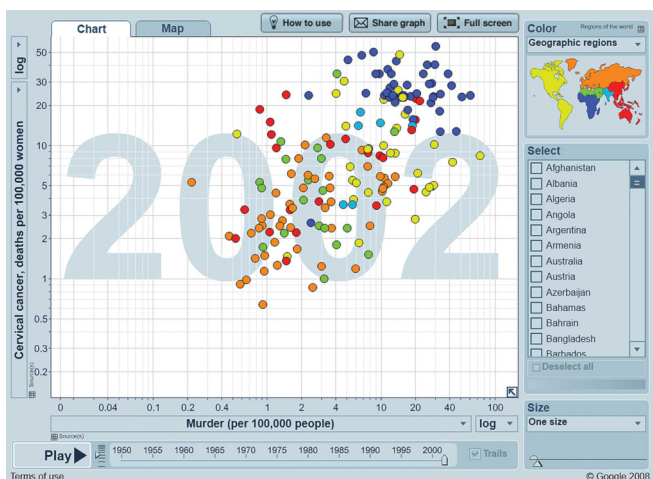 Chart
Map
How to use
Share graph
Full screen
Color
Regions of the world
Geographic regions
log
Cervical cancer, deaths per 100,000 women
50
30
20
10
5
3
2
1
0.5
0.3
0.2
2002
0
0.04
0.1
0.2
0.4
1
2
4
10
20
40
100
Source(s)
Murder (per 100,000 people)
log
Source(s)
Select
Afghanistan
Albania
Algeria
Angola
Argentina
Armenia
Australia
Austria
Azerbaijan
Bahamas
Bahrain
Bangladesh
Barbados
Deselect all
Size
One size
Play
1950
1955
1960
1965
1970
1975
1980
1985
1990
1995
2000
Trails
Terms of use
© Google 2008